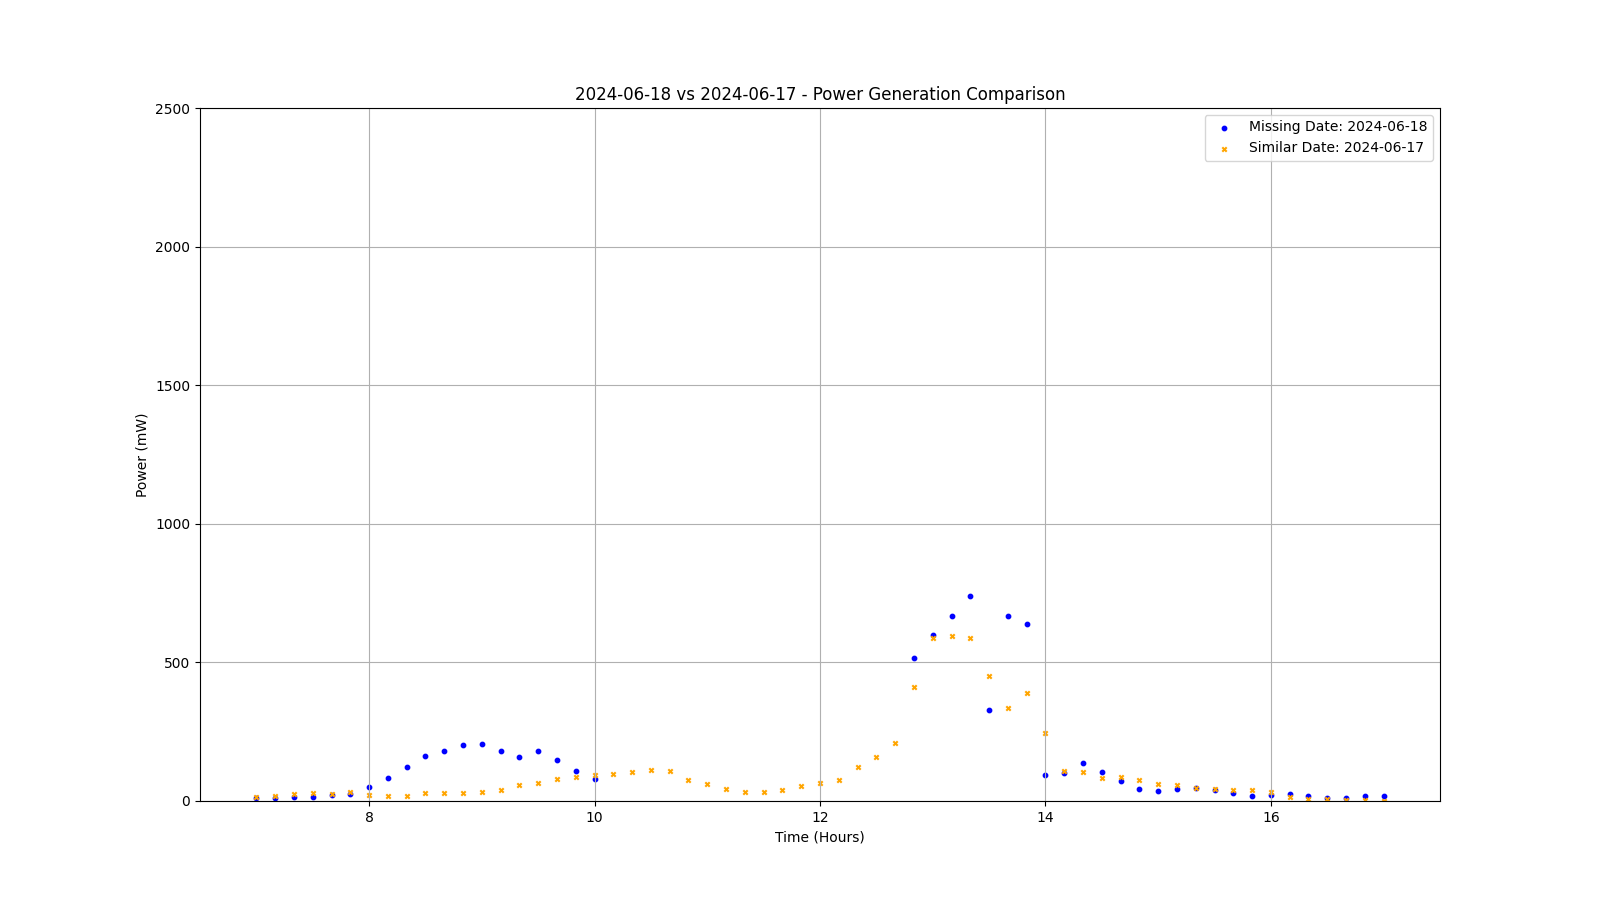 2024-06-18 vs 2024-06-17 - Power Generation Comparison
2500
Missing Date: 2024-06-18
Similar Date: 2024-06-17
2000
1500
Power (mW)
1000
500
0
8
10
12
14
16
Time (Hours)